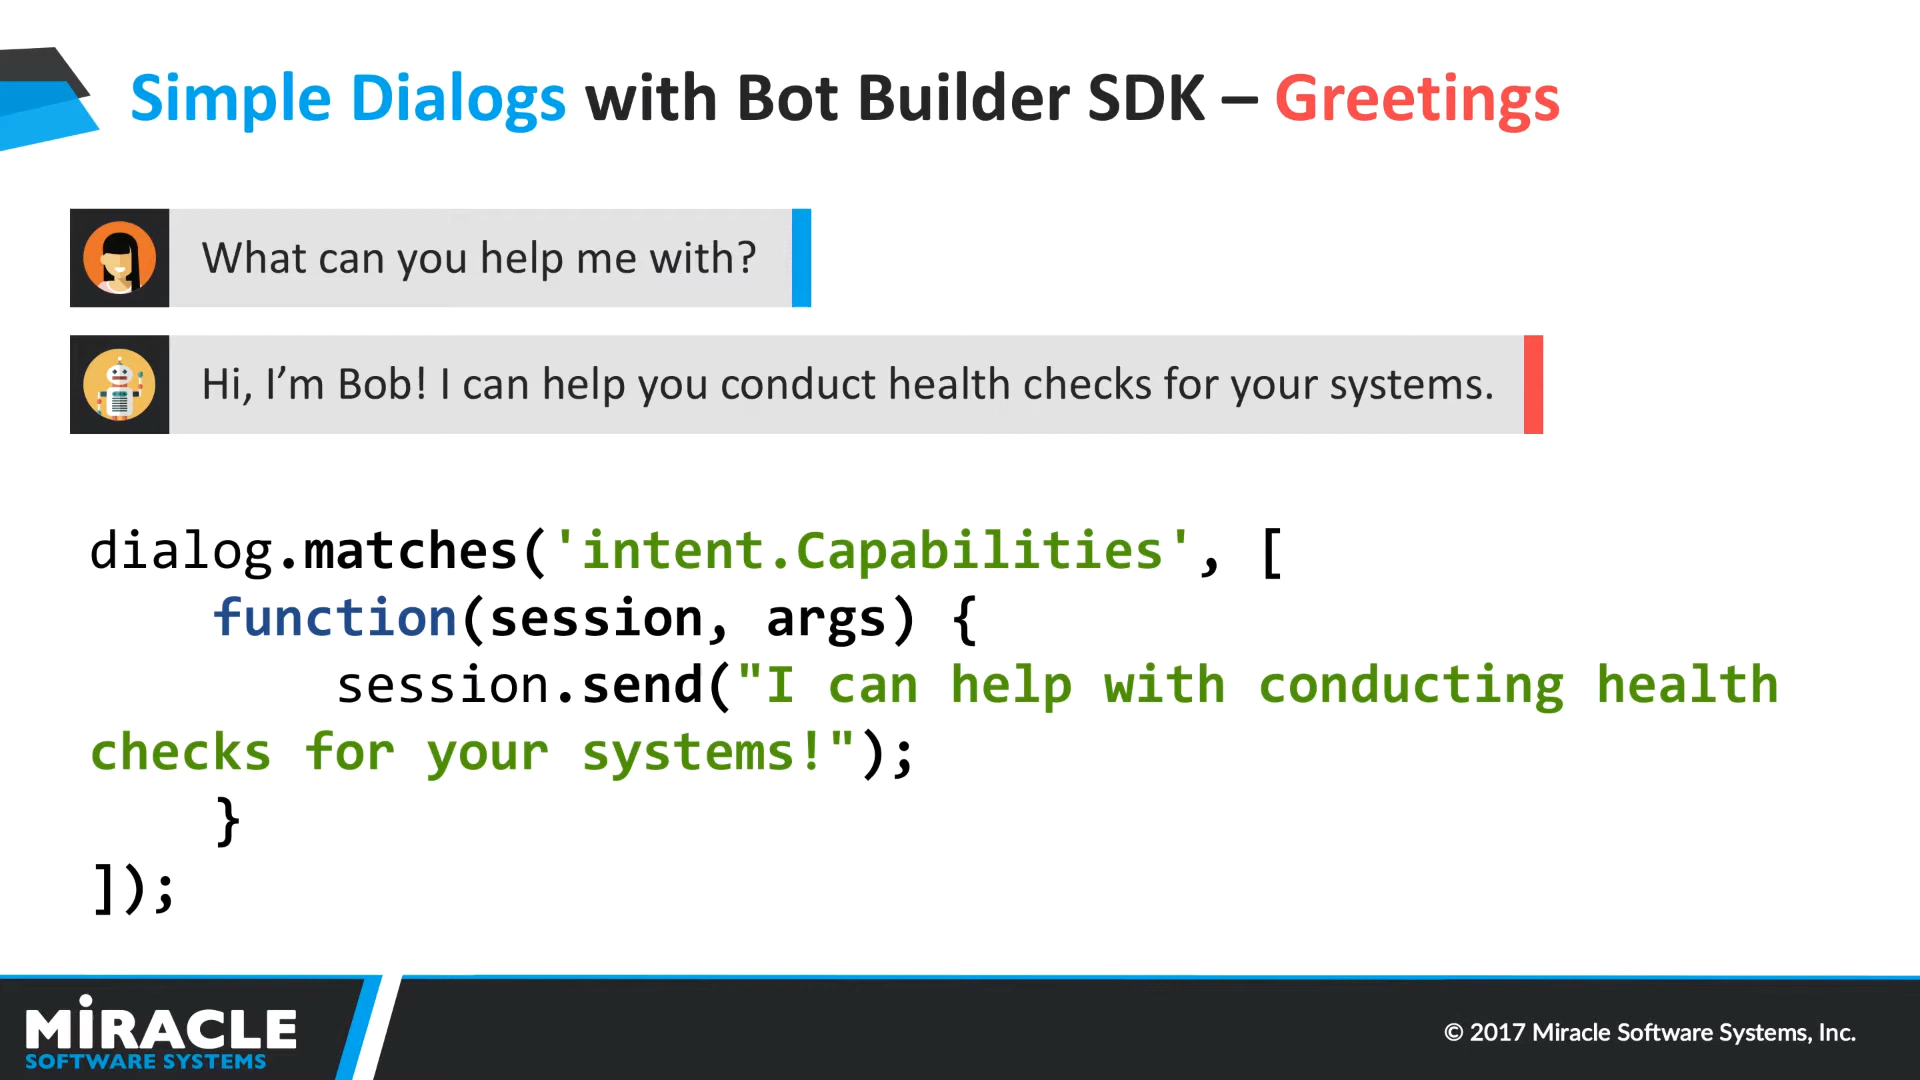 Simple Dialogs with Bot Builder SDK – Greetings
What can you help me with?
Hi, I’m Bob! I can help you conduct health checks for your systems.
dialog.matches('intent.Capabilities', [
    function(session, args) {
        session.send("I can help with conducting health
checks for your systems!");
    }
]);
MiRACLE
SOFTWARE SYSTEMS
© 2017 Miracle Software Systems, Inc.